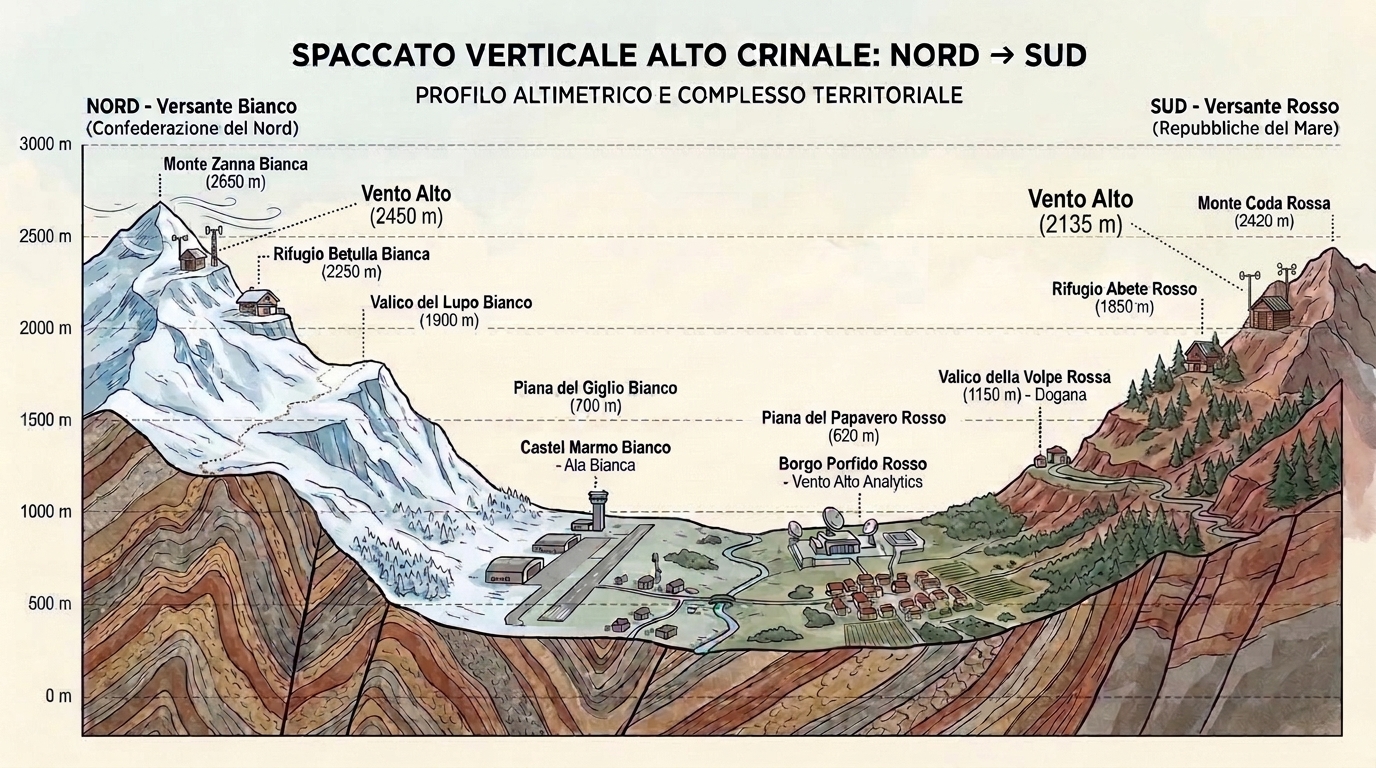 SPACCATO VERTICALE ALTO CRINALE: NORD → SUD
PROFILO ALTIMETRICO E COMPLESSO TERRITORIALE
NORD - Versante Bianco
(Confederazione del Nord)
SUD - Versante Rosso
(Repubbliche del Mare)
3000 m
2500 m
2000 m
1500 m
1000 m
500 m
0 m
Monte Zanna Bianca
(2650 m)
Vento Alto
(2450 m)
Rifugio Betulla Bianca
(2250 m)
Valico del Lupo Bianco
(1900 m)
Piana del Giglio Bianco
(700 m)
Castel Marmo Bianco
- Ala Bianca
Piana del Papavero Rosso
(620 m)
Borgo Porfido Rosso
- Vento Alto Analytics
Valico della Volpe Rossa
(1150 m) - Dogana
Rifugio Abete Rosso
(1850 m)
Vento Alto
(2135 m)
Monte Coda Rossa
(2420 m)